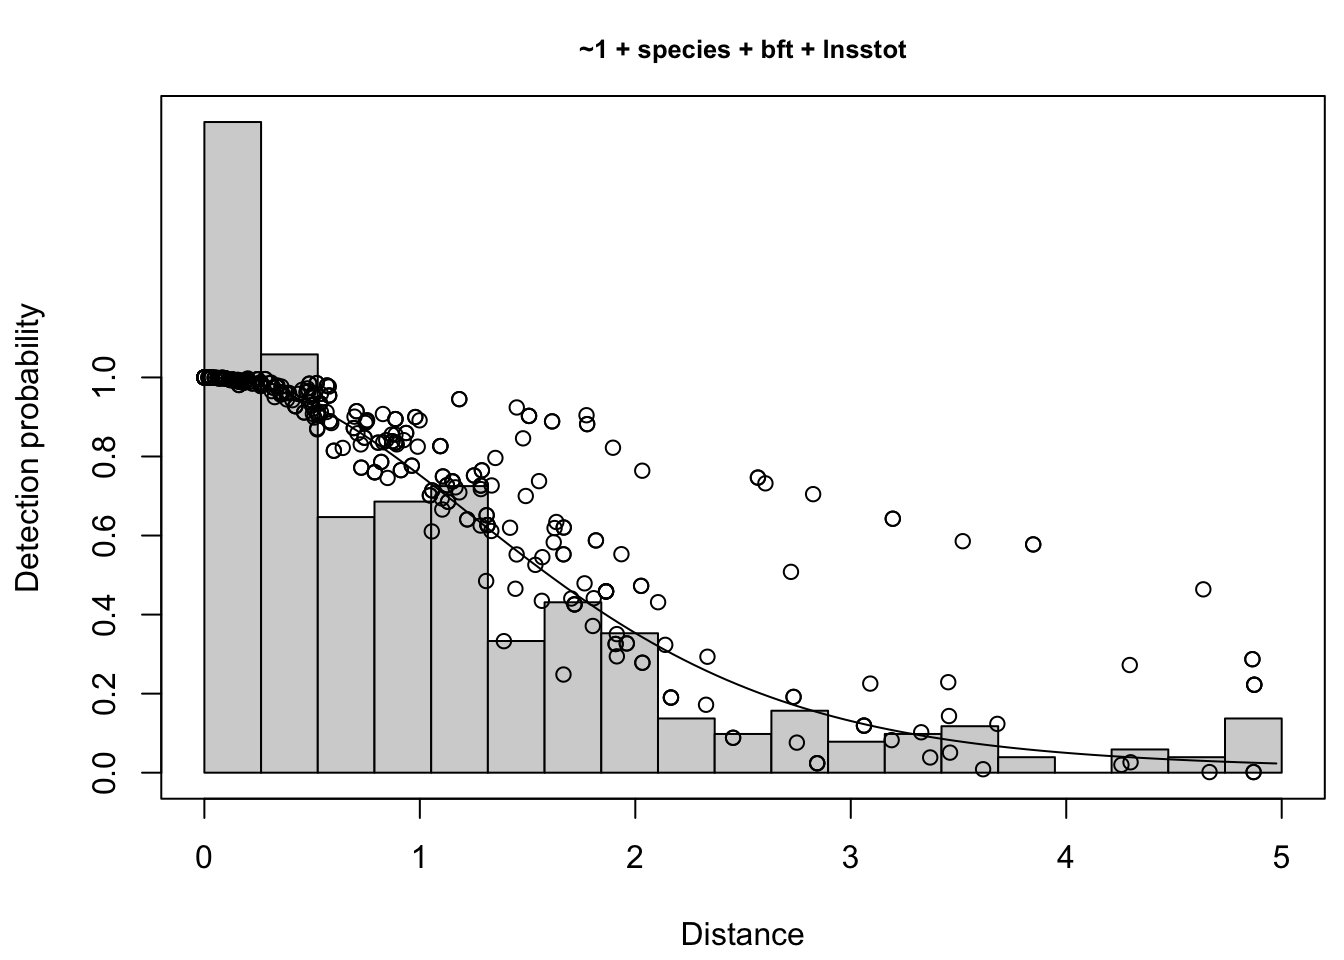 ~1 + species + bft + lnsstot
Detection probability
1.0
0.8
0.6
0.4
0.2
0.0
0 1 2 3 4 5
Distance